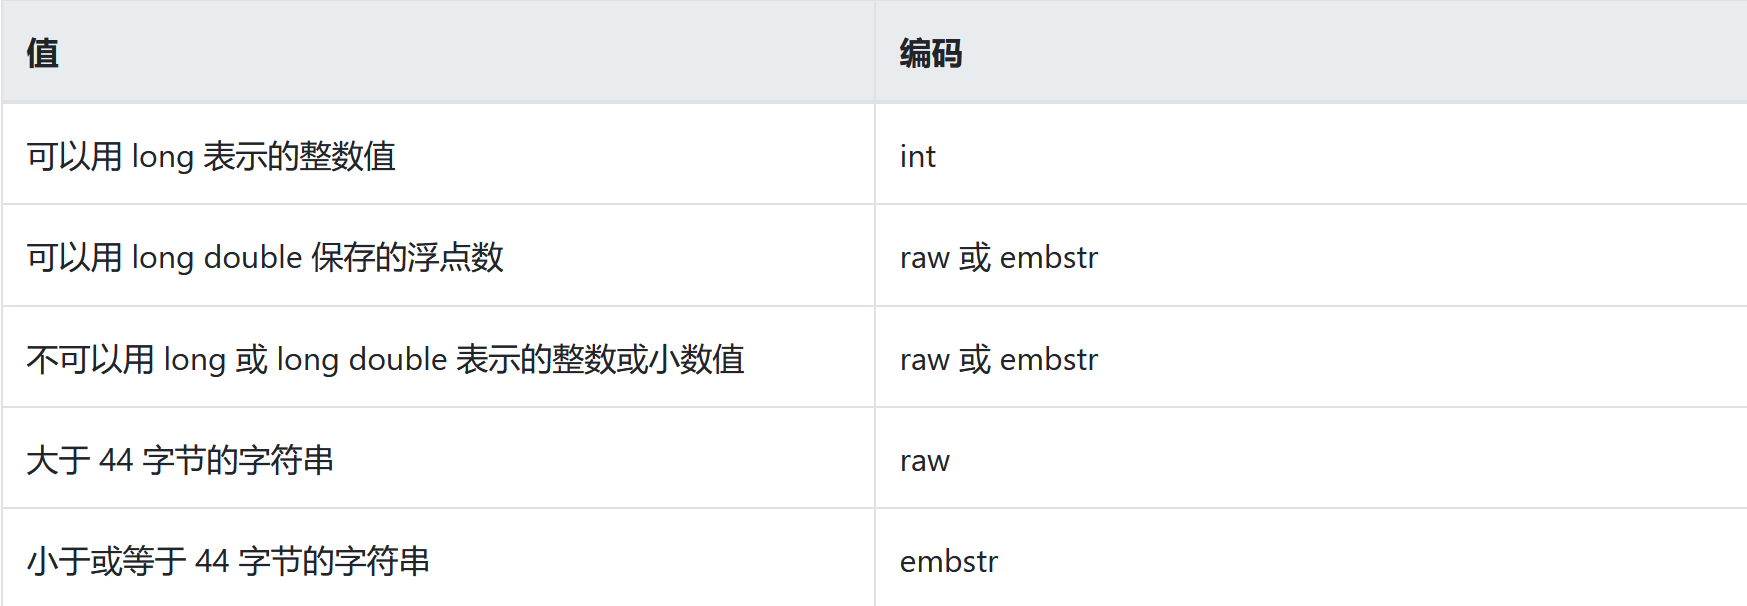 值 编码
可以用 long 表示的整数值 int
可以用 long double 保存的浮点数 raw 或 embstr
不可以用 long 或 long double 表示的整数或小数值 raw 或 embstr
大于 44 字节的字符串 raw
小于或等于 44 字节的字符串 embstr